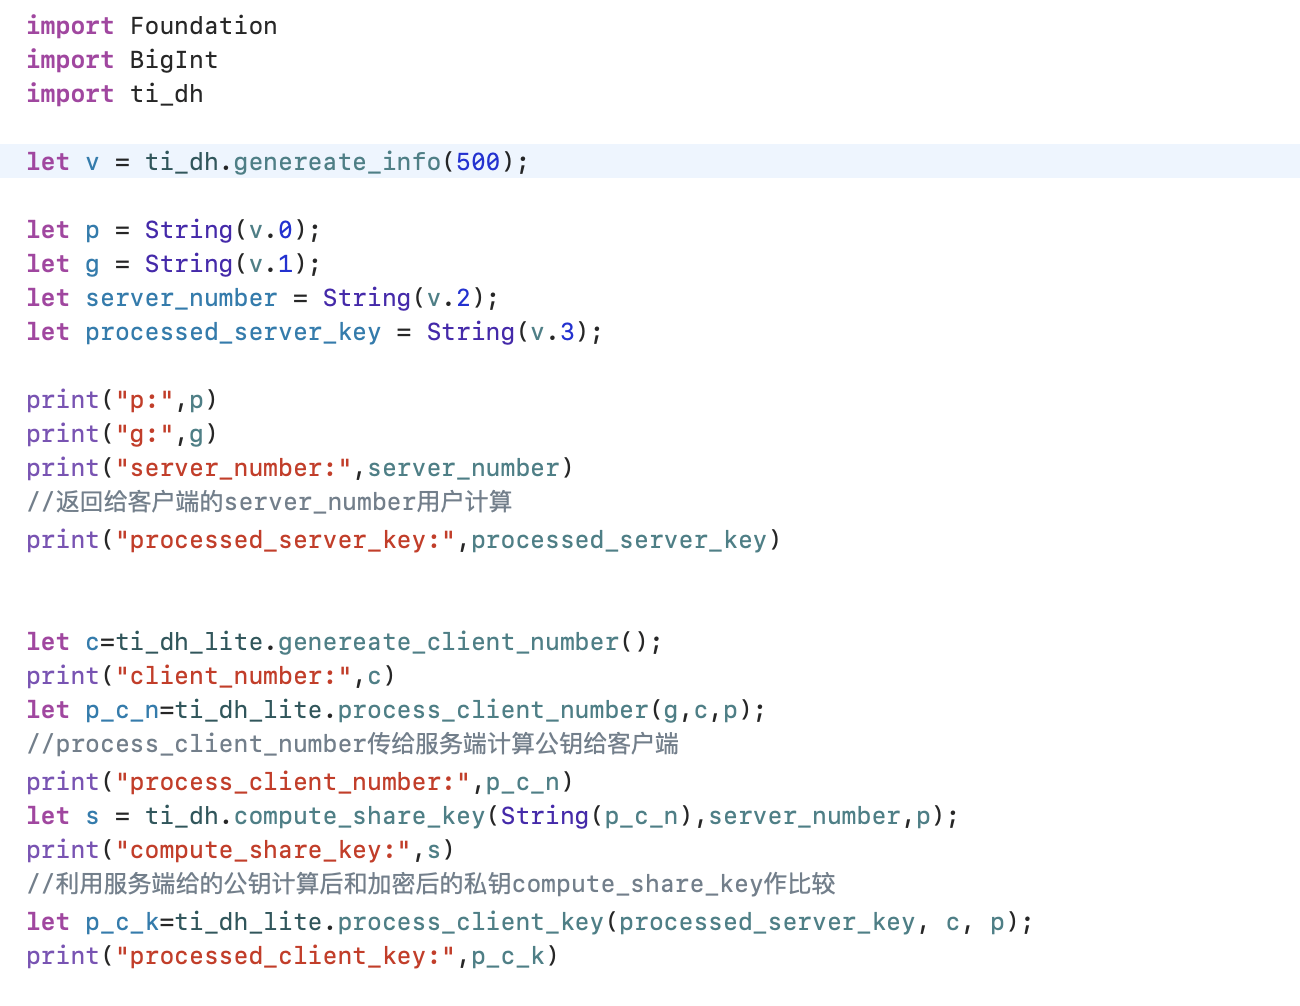 import Foundation
import BigInt
import ti_dh
let v = ti_dh.genereate_info(500);
let p = String(v.0);
let g = String(v.1);
let server_number = String(v.2);
let processed_server_key = String(v.3);
print("p:",p)
print("g:",g)
print("server_number:",server_number)
//返回给客户端的server_number用户计算
print("processed_server_key:",processed_server_key)
let c=ti_dh_lite.genereate_client_number();
print("client_number:",c)
let p_c_n=ti_dh_lite.process_client_number(g,c,p);
//process_client_number传给服务端计算公钥给客户端
print("process_client_number:",p_c_n)
let s = ti_dh.compute_share_key(String(p_c_n),server_number,p);
print("compute_share_key:",s)
//利用服务端给的公钥计算后和加密后的私钥compute_share_key作比较
let p_c_k=ti_dh_lite.process_client_key(processed_server_key, c, p);
print("processed_client_key:",p_c_k)